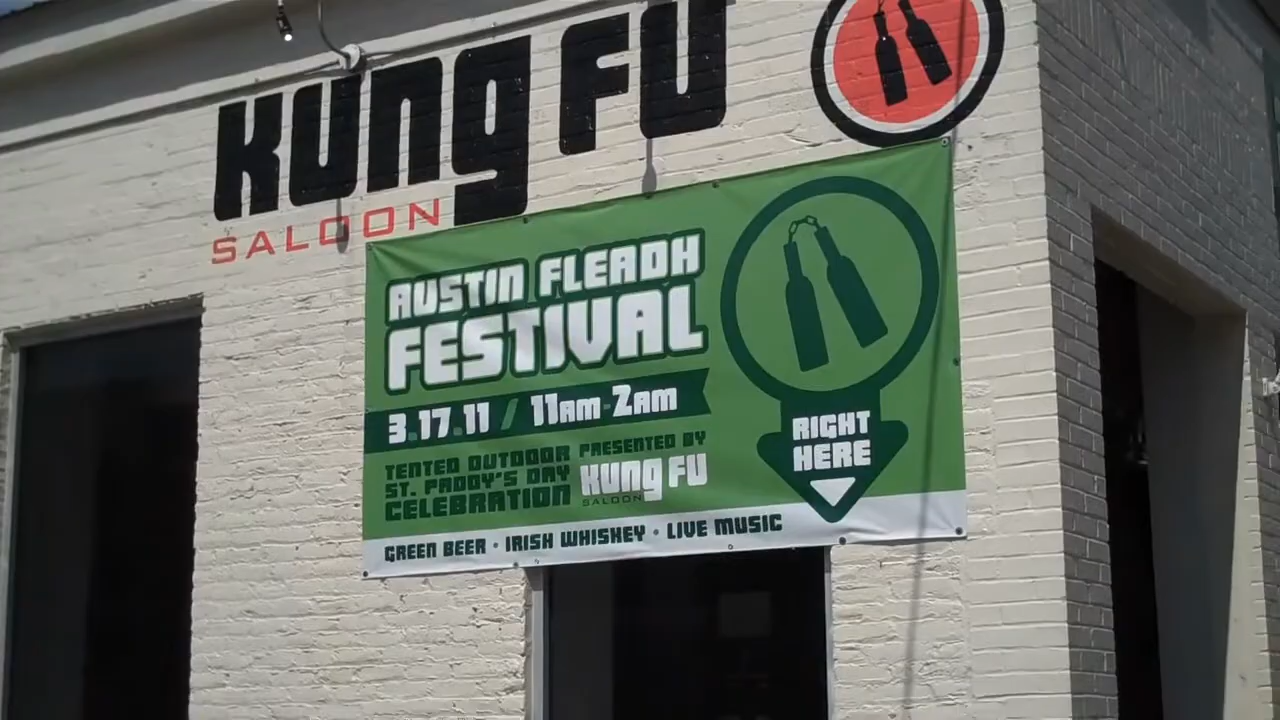 KUNG FU
SALOON
AUSTIN FLEADH
FESTIVAL
3.17.11 / 11AM-2AM
TENTED OUTDOOR
ST. PADDY'S DAY
CELEBRATION
PRESENTED BY
KUNG FU
SALOON
RIGHT
HERE
GREEN BEER • IRISH WHISKEY • LIVE MUSIC